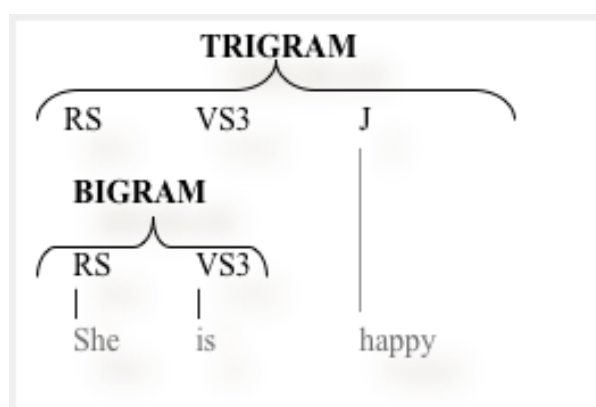 TRIGRAM
RS VS3 J
BIGRAM
RS VS3
She is happy